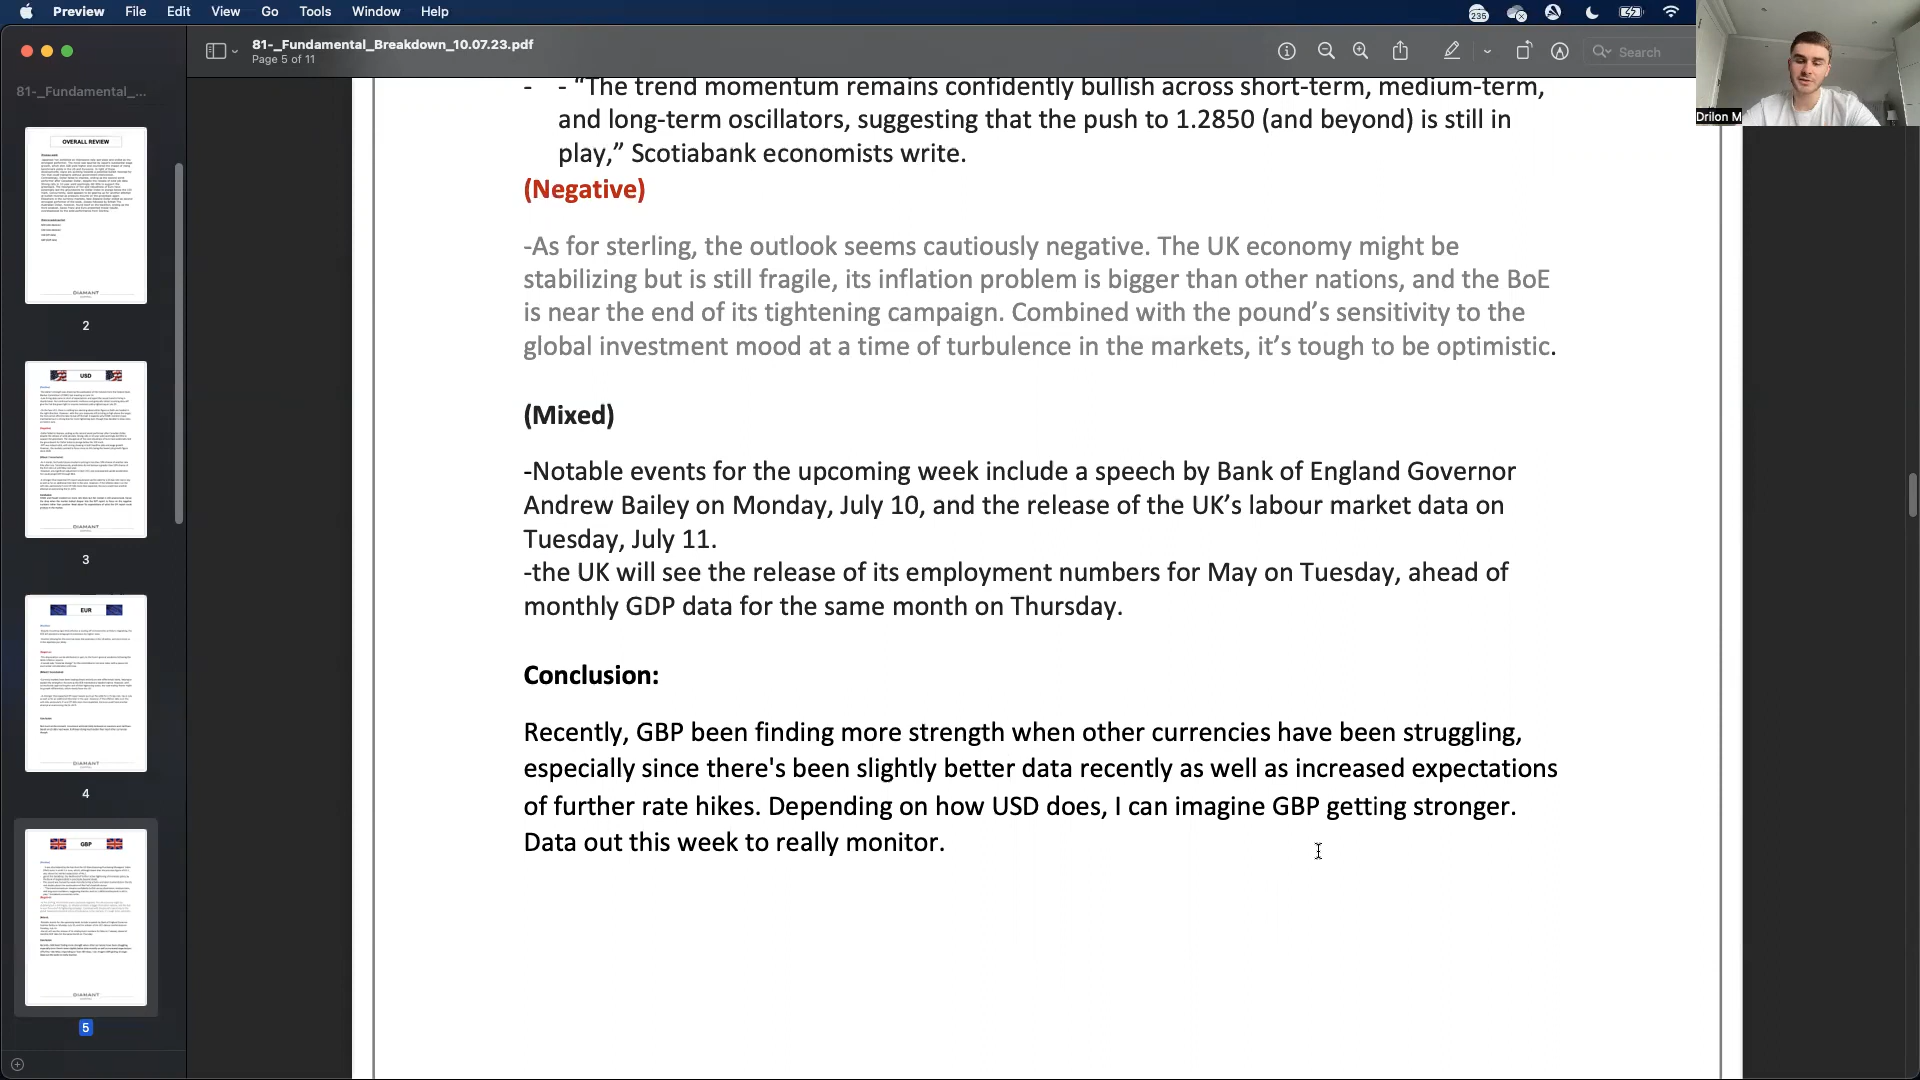 Preview File Edit View Go Tools Window Help
235
81-_Fundamental_Breakdown_10.07.23.pdf
Page 5 of 11
Search
Drilon M
81-_Fundamental_...
OVERALL REVIEW
DIAMANT
2
USD
DIAMANT
3
EUR
DIAMANT
4
GBP
DIAMANT
5
- - “The trend momentum remains confidently bullish across short-term, medium-term,
and long-term oscillators, suggesting that the push to 1.2850 (and beyond) is still in
play,” Scotiabank economists write.
(Negative)
-As for sterling, the outlook seems cautiously negative. The UK economy might be
stabilizing but is still fragile, its inflation problem is bigger than other nations, and the BoE
is near the end of its tightening campaign. Combined with the pound’s sensitivity to the
global investment mood at a time of turbulence in the markets, it’s tough to be optimistic.
(Mixed)
-Notable events for the upcoming week include a speech by Bank of England Governor
Andrew Bailey on Monday, July 10, and the release of the UK’s labour market data on
Tuesday, July 11.
-the UK will see the release of its employment numbers for May on Tuesday, ahead of
monthly GDP data for the same month on Thursday.
Conclusion:
Recently, GBP been finding more strength when other currencies have been struggling,
especially since there's been slightly better data recently as well as increased expectations
of further rate hikes. Depending on how USD does, I can imagine GBP getting stronger.
Data out this week to really monitor.